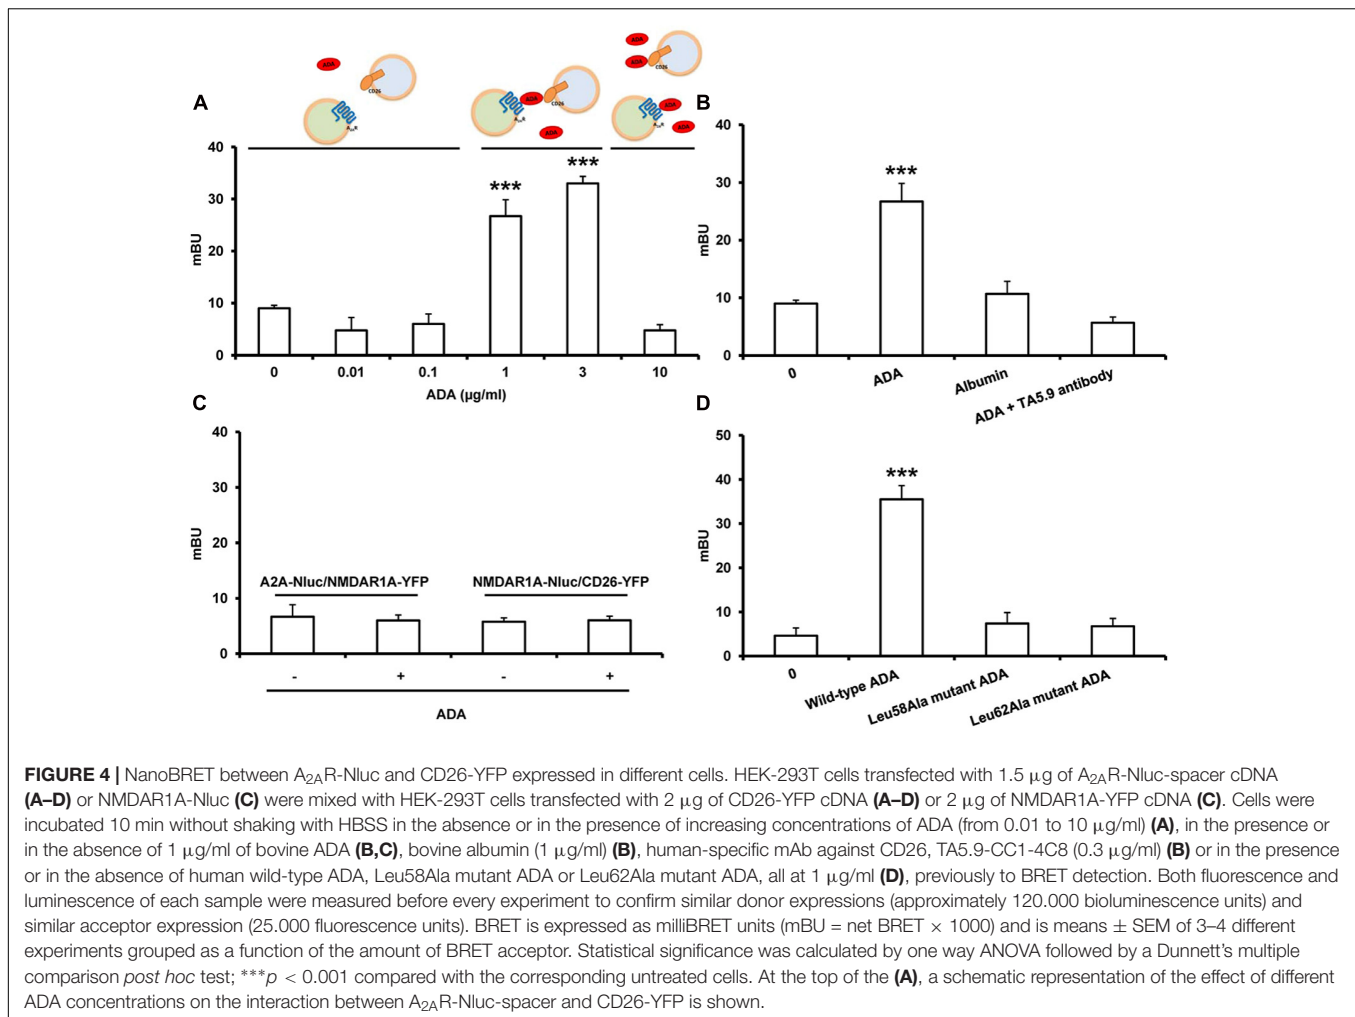 ADA
CD26
A2AR
ADA
CD26
A2AR
ADA
ADA
ADA
CD26
ADA
A2AR
ADA
A
40
30
20
10
0
mBU
***
***
0 0.01 0.1 1 3 10
ADA (µg/ml)
B
40
30
20
10
0
mBU
***
0
ADA
Albumin
ADA + TA5.9 antibody
C
40
30
20
10
0
mBU
A2A-Nluc/NMDAR1A-YFP
NMDAR1A-Nluc/CD26-YFP
- + - +
ADA
D
50
40
30
20
10
0
mBU
***
0
Wild-type ADA
Leu58Ala mutant ADA
Leu62Ala mutant ADA
FIGURE 4 | NanoBRET between A2AR-Nluc and CD26-YFP expressed in different cells. HEK-293T cells transfected with 1.5 µg of A2AR-Nluc-spacer cDNA
(A–D) or NMDAR1A-Nluc (C) were mixed with HEK-293T cells transfected with 2 µg of CD26-YFP cDNA (A–D) or 2 µg of NMDAR1A-YFP cDNA (C). Cells were
incubated 10 min without shaking with HBSS in the absence or in the presence of increasing concentrations of ADA (from 0.01 to 10 µg/ml) (A), in the presence or
in the absence of 1 µg/ml of bovine ADA (B,C), bovine albumin (1 µg/ml) (B), human-specific mAb against CD26, TA5.9-CC1-4C8 (0.3 µg/ml) (B) or in the presence
or in the absence of human wild-type ADA, Leu58Ala mutant ADA or Leu62Ala mutant ADA, all at 1 µg/ml (D), previously to BRET detection. Both fluorescence and
luminescence of each sample were measured before every experiment to confirm similar donor expressions (approximately 120.000 bioluminescence units) and
similar acceptor expression (25.000 fluorescence units). BRET is expressed as milliBRET units (mBU = net BRET × 1000) and is means ± SEM of 3–4 different
experiments grouped as a function of the amount of BRET acceptor. Statistical significance was calculated by one way ANOVA followed by a Dunnett's multiple
comparison post hoc test; ***p < 0.001 compared with the corresponding untreated cells. At the top of the (A), a schematic representation of the effect of different
ADA concentrations on the interaction between A2AR-Nluc-spacer and CD26-YFP is shown.